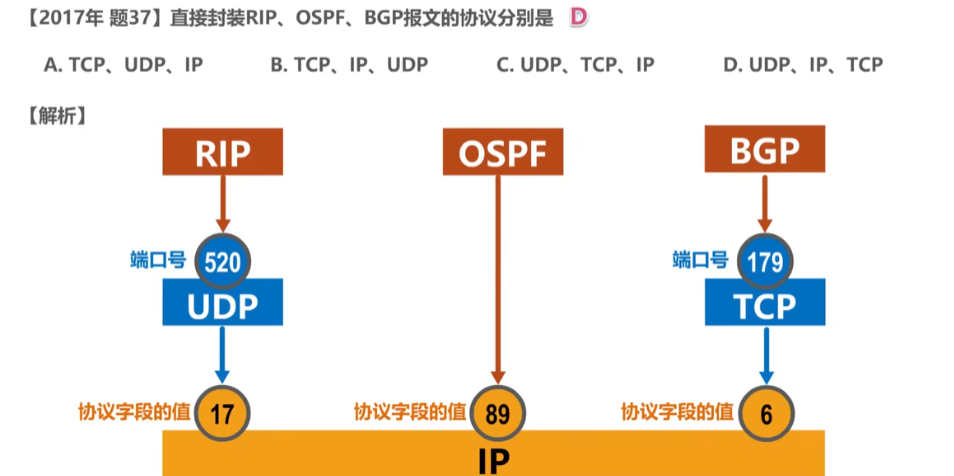 【2017年 题37】直接封装RIP、OSPF、BGP报文的协议分别是 D
A. TCP、UDP、IP B. TCP、IP、UDP C. UDP、TCP、IP D. UDP、IP、TCP
【解析】
RIP OSPF BGP
端口号 520 端口号 179
UDP TCP
协议字段的值 17 协议字段的值 89 协议字段的值 6
IP